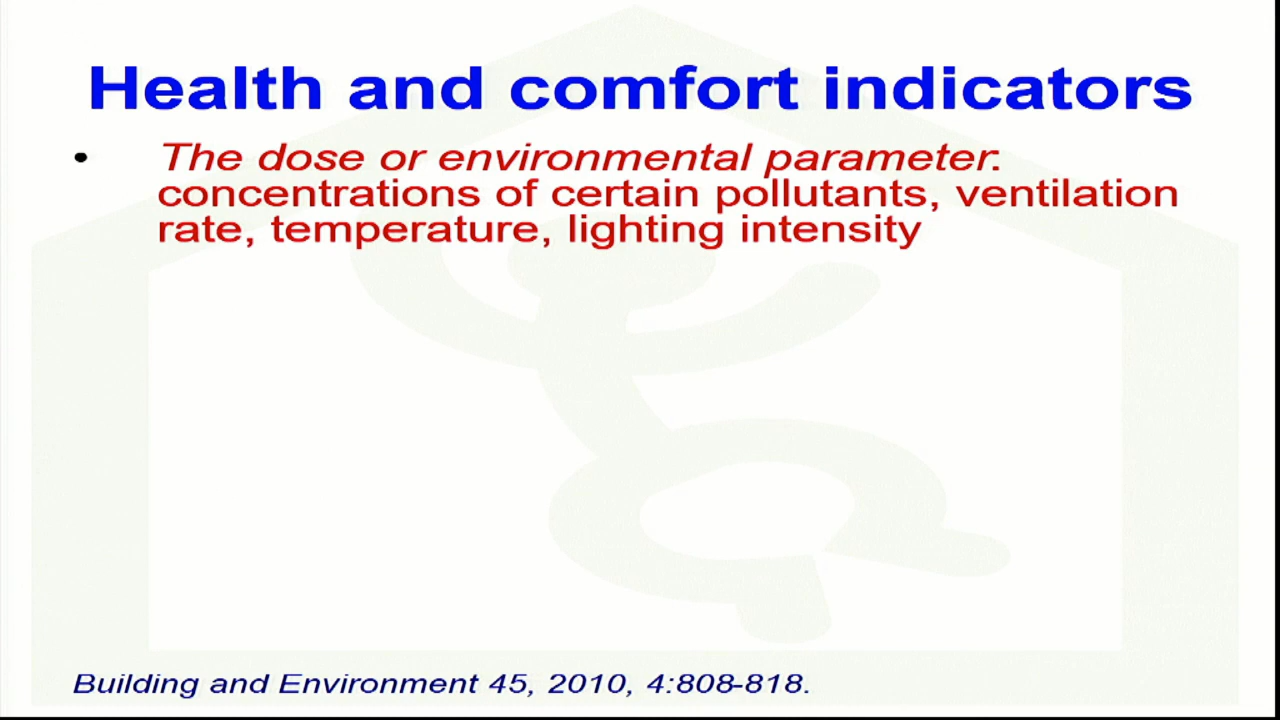 Health and comfort indicators
• The dose or environmental parameter:
concentrations of certain pollutants, ventilation
rate, temperature, lighting intensity
Building and Environment 45, 2010, 4:808-818.